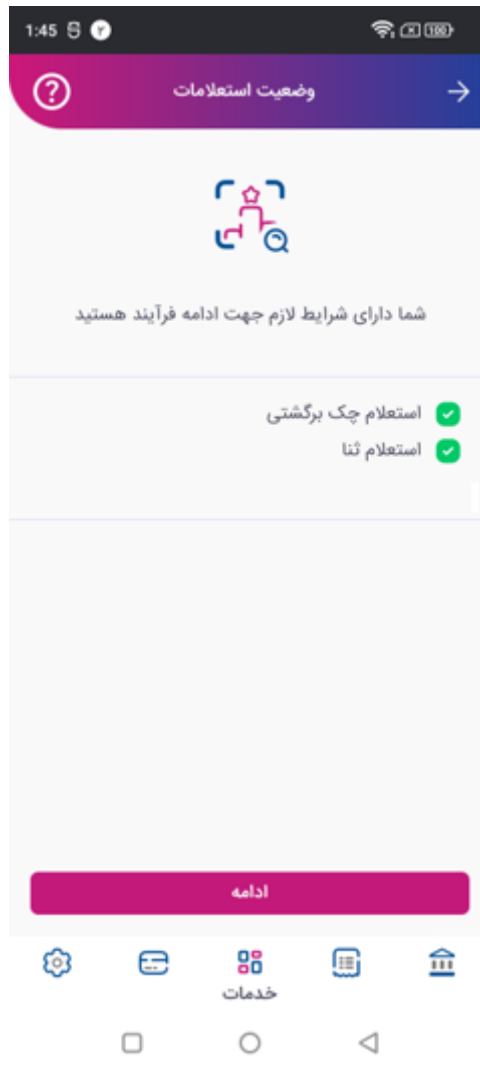 1:45
100
وضعیت استعلامات
شما دارای شرایط لازم جهت ادامه فرآیند هستید
استعلام چک برگشتی
استعلام ثنا
ادامه
خدمات